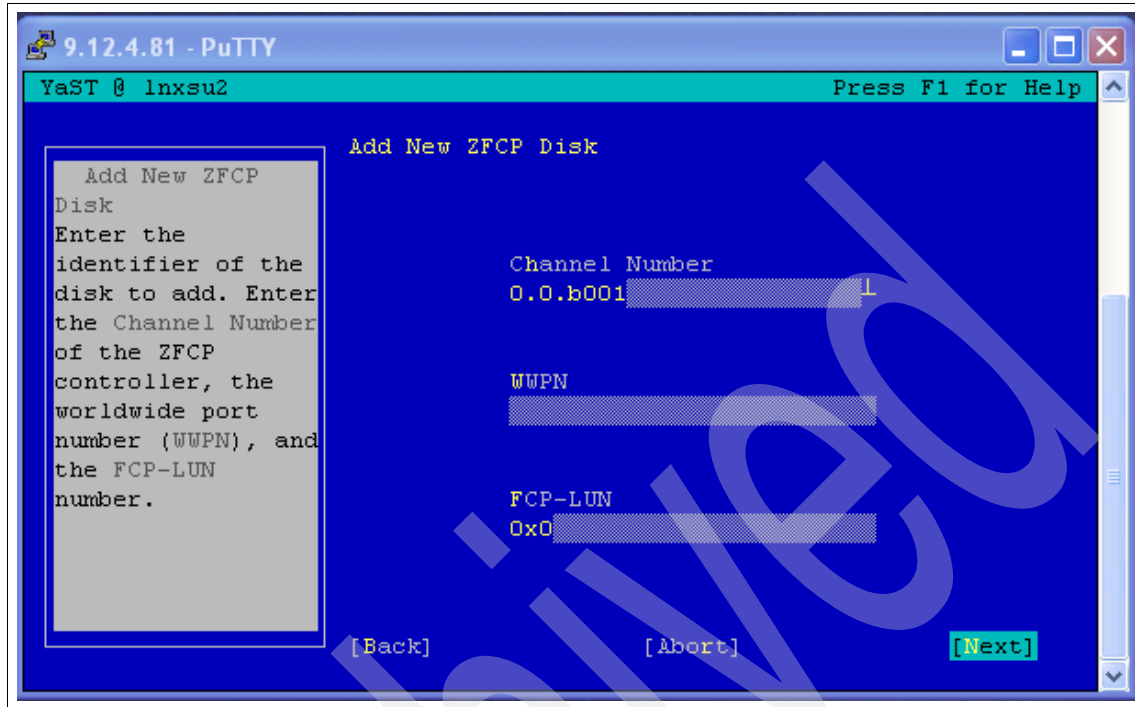 9.12.4.81 - PuTTY
YaST @ lnxsu2 Press F1 for Help
Add New ZFCP Disk
Add New ZFCP
Disk
Enter the
identifier of the
disk to add. Enter
the Channel Number
of the ZFCP
controller, the
worldwide port
number (WWPN), and
the FCP-LUN
number.
Channel Number
0.0.b001
WWPN
FCP-LUN
0x0
[Back] [Abort] [Next]